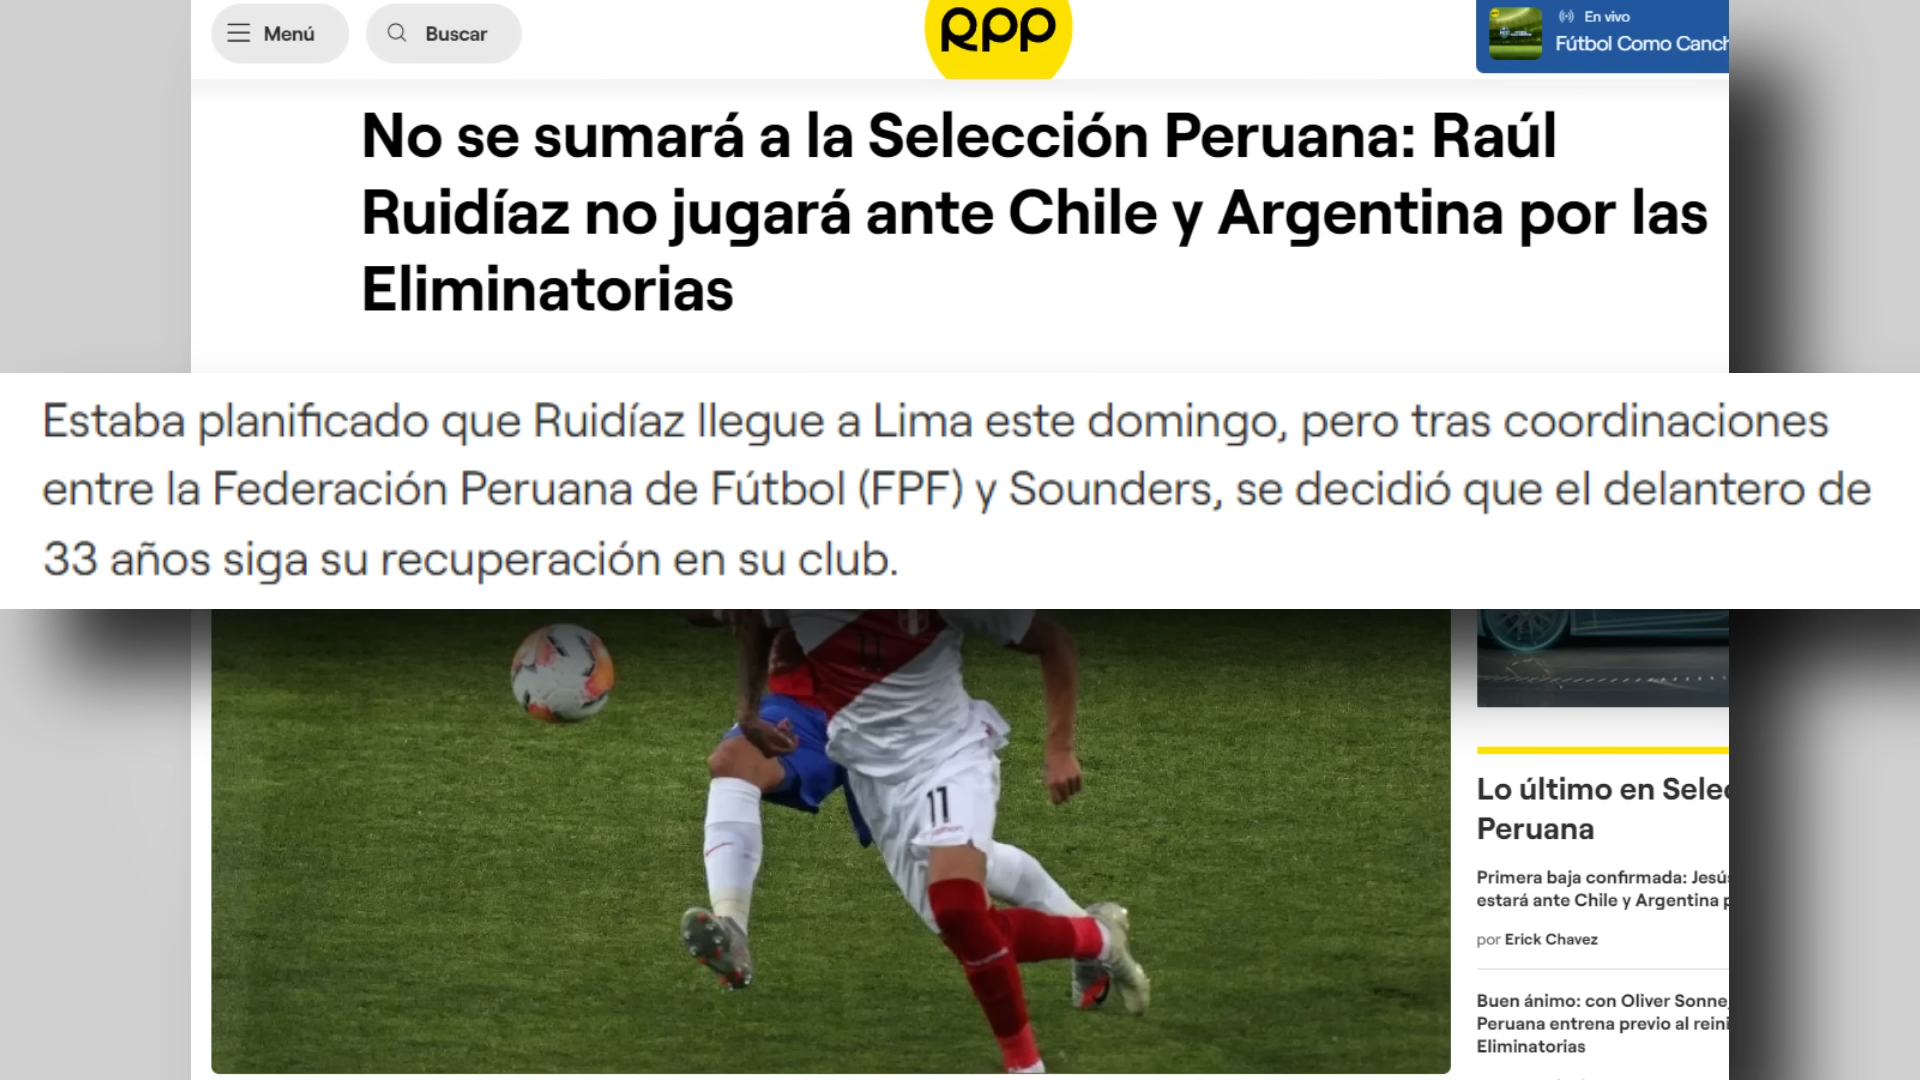 Menú
Buscar
rpp
En vivo
Fútbol Como Canch
No se sumará a la Selección Peruana: Raúl
Ruidíaz no jugará ante Chile y Argentina por las
Eliminatorias
Estaba planificado que Ruidíaz llegue a Lima este domingo, pero tras coordinaciones
entre la Federación Peruana de Fútbol (FPF) y Sounders, se decidió que el delantero de
33 años siga su recuperación en su club.
11
11
Lo último en Selec
Peruana
Primera baja confirmada: Jesús
estará ante Chile y Argentina p
por Erick Chavez
Buen ánimo: con Oliver Sonne,
Peruana entrena previo al reini
Eliminatorias